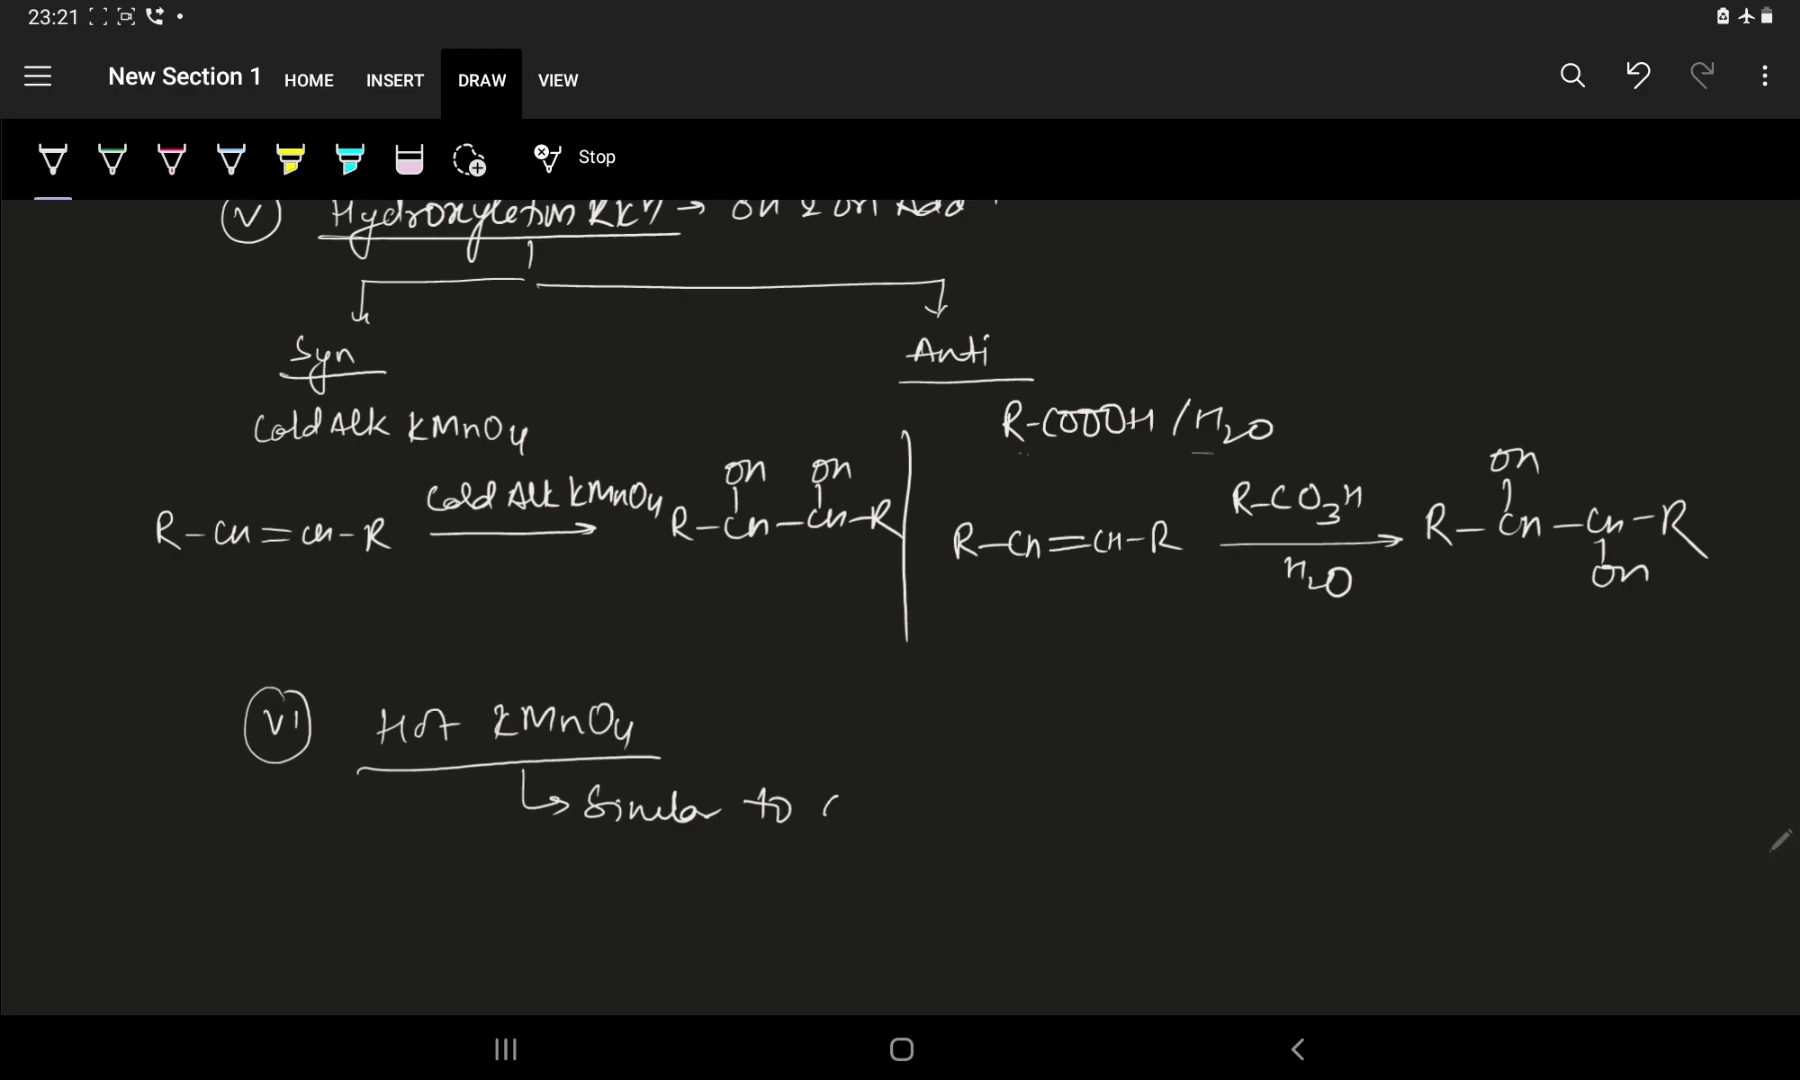 23:21
New Section 1 HOME INSERT DRAW VIEW
Stop
(V) Hydroxylation Rxn → OH & OH Add
Syn
Anti
Cold Alk KMnO4
R-COOOH / H2O
R-CH=CH-R Cold Alk KMnO4 → R-CH-CH-R OH OH
R-CH=CH-R R-CO3H H2O → R-CH-CH-R OH OH
(VI) Hot KMnO4
↳ Similar to (